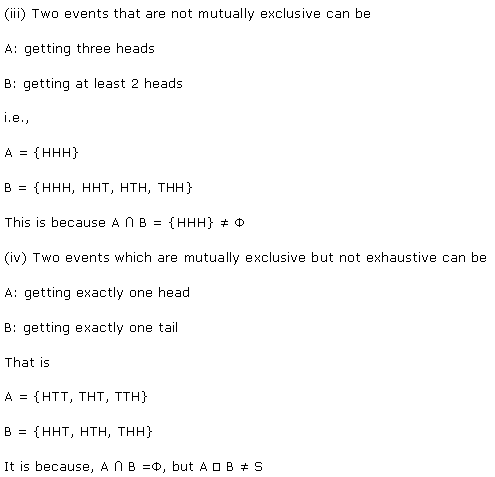 (iii) Two events that are not mutually exclusive can be
A: getting three heads
B: getting at least 2 heads
i.e.,
A = {HHH}
B = {HHH, HHT, HTH, THH}
This is because A ∩ B = {HHH} ≠ Φ
(iv) Two events which are mutually exclusive but not exhaustive can be
A: getting exactly one head
B: getting exactly one tail
That is
A = {HTT, THT, TTH}
B = {HHT, HTH, THH}
It is because, A ∩ B =Φ, but A □ B ≠ S